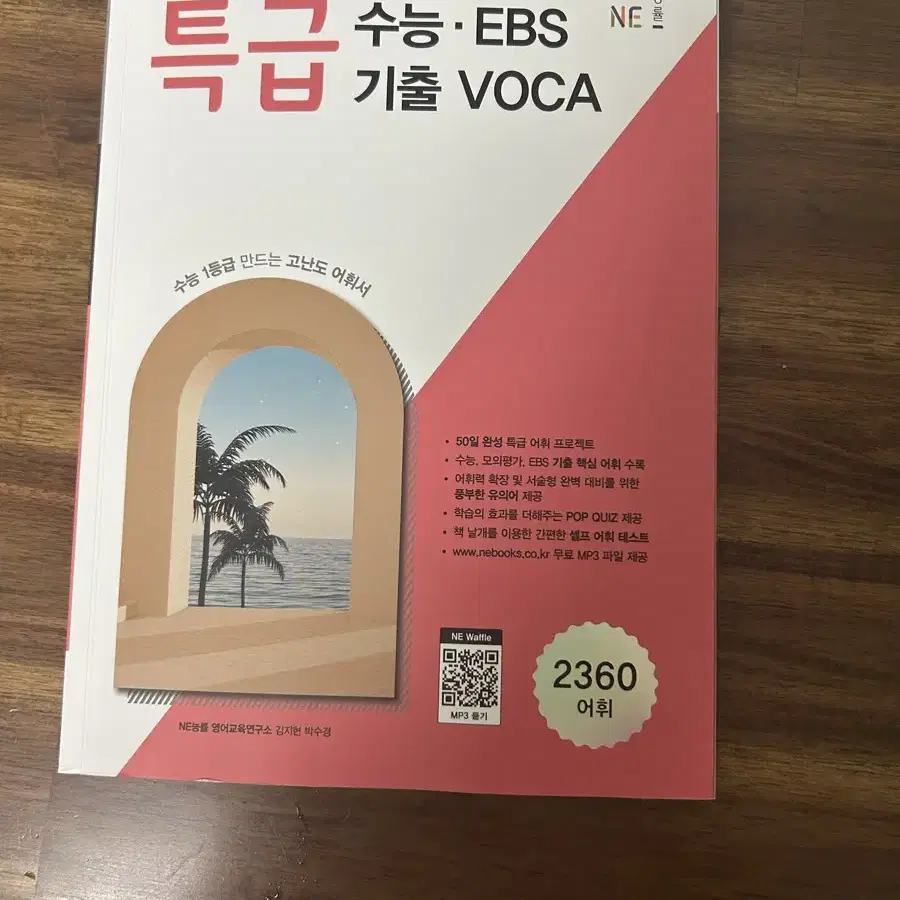 특급
수능·EBS
기출 VOCA
NE
수능 1등급 만드는 고난도 어휘서
• 50일 완성 특급 어휘 프로젝트
• 수능, 모의평가, EBS 기출 핵심 어휘 수록
• 어휘력 확장 및 서술형 완벽 대비를 위한
풍부한 유의어 제공
• 학습의 효과를 더해주는 POP QUIZ 제공
• 책 날개를 이용한 간편한 셀프 어휘 테스트
• www.nebooks.co.kr 무료 MP3 파일 제공
NE Waffle
MP3 듣기
2360
어휘
NE능률 영어교육연구소 김지현 박수경